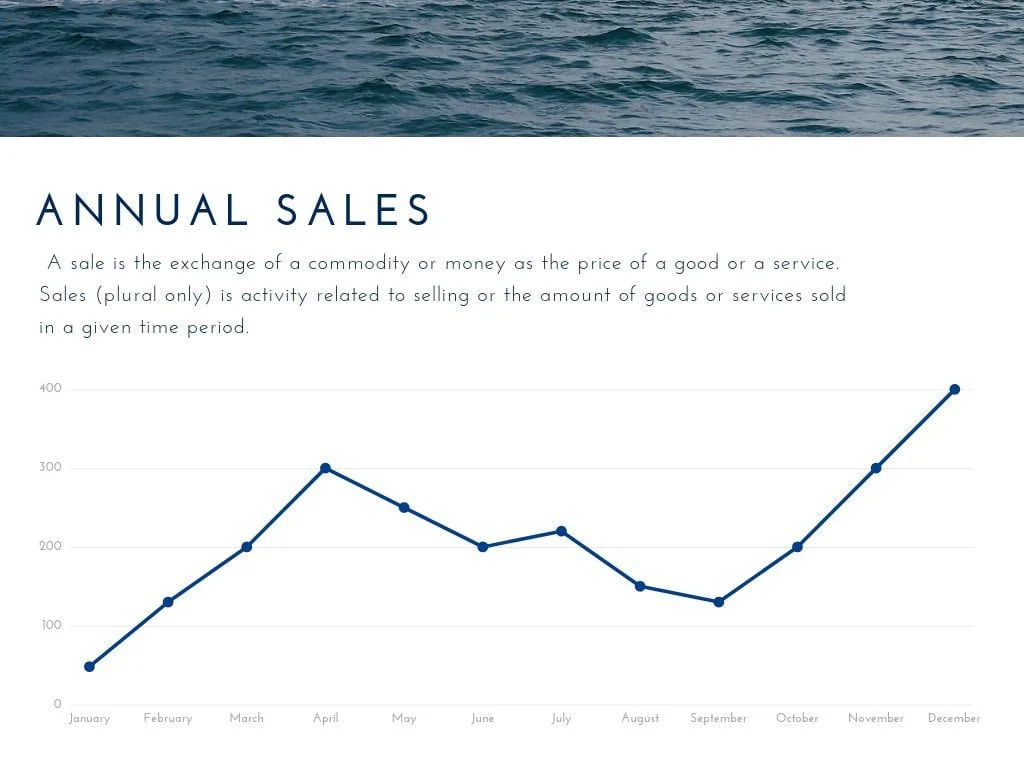 ANNUAL SALES
A sale is the exchange of a commodity or money as the price of a good or a service.
Sales (plural only) is activity related to selling or the amount of goods or services sold
in a given time period.
400
300
200
100
0
January February March April May June July August September October November December